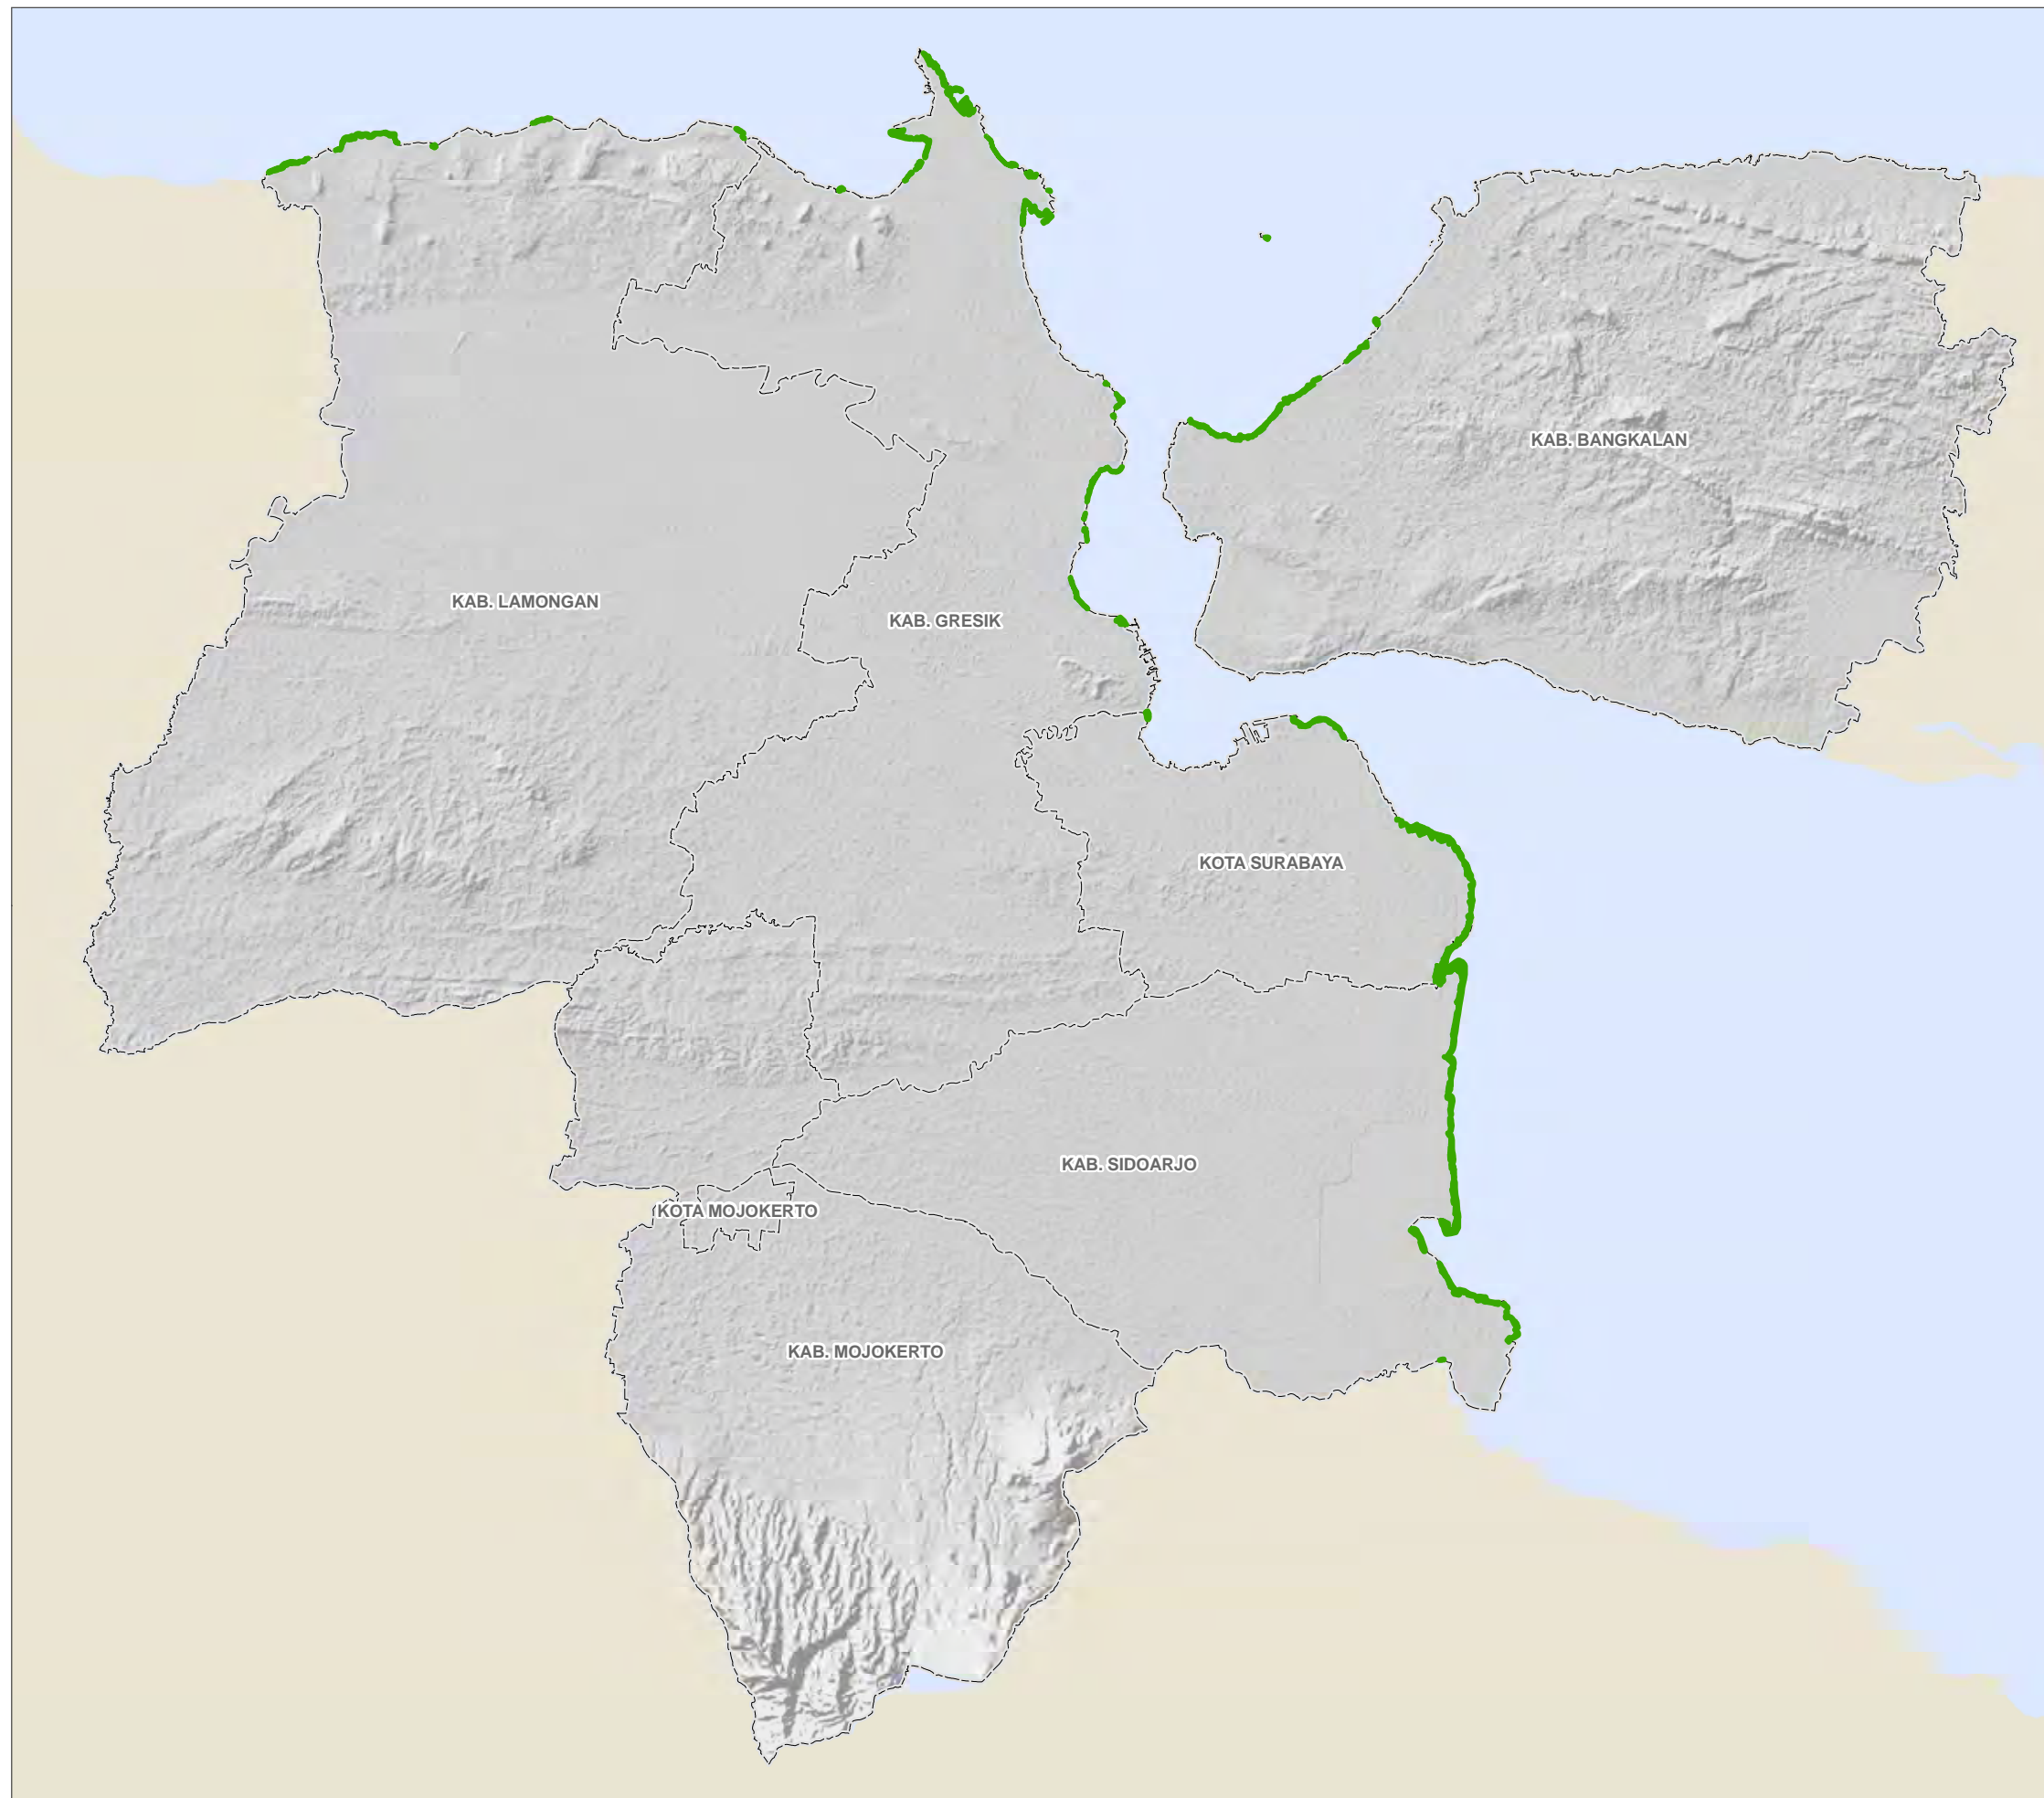 KAB. BANGKALAN
KAB. LAMONGAN
KAB. GRESIK
KOTA SURABAYA
KAB. SIDOARJO
KOTA MOJOKERTO
KAB. MOJOKERTO